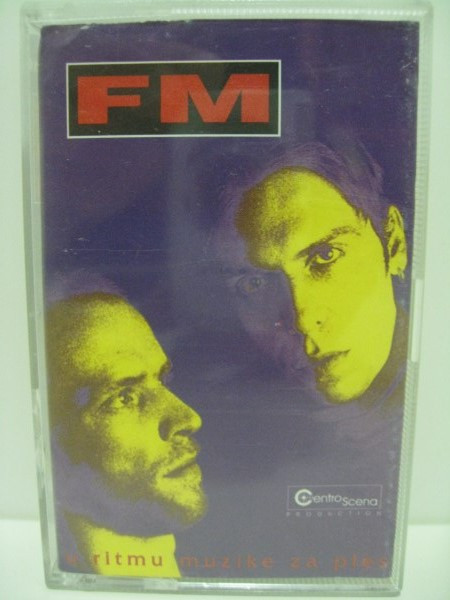 FM
CentroScena
PRODUCTION
u ritmu muzike za ples